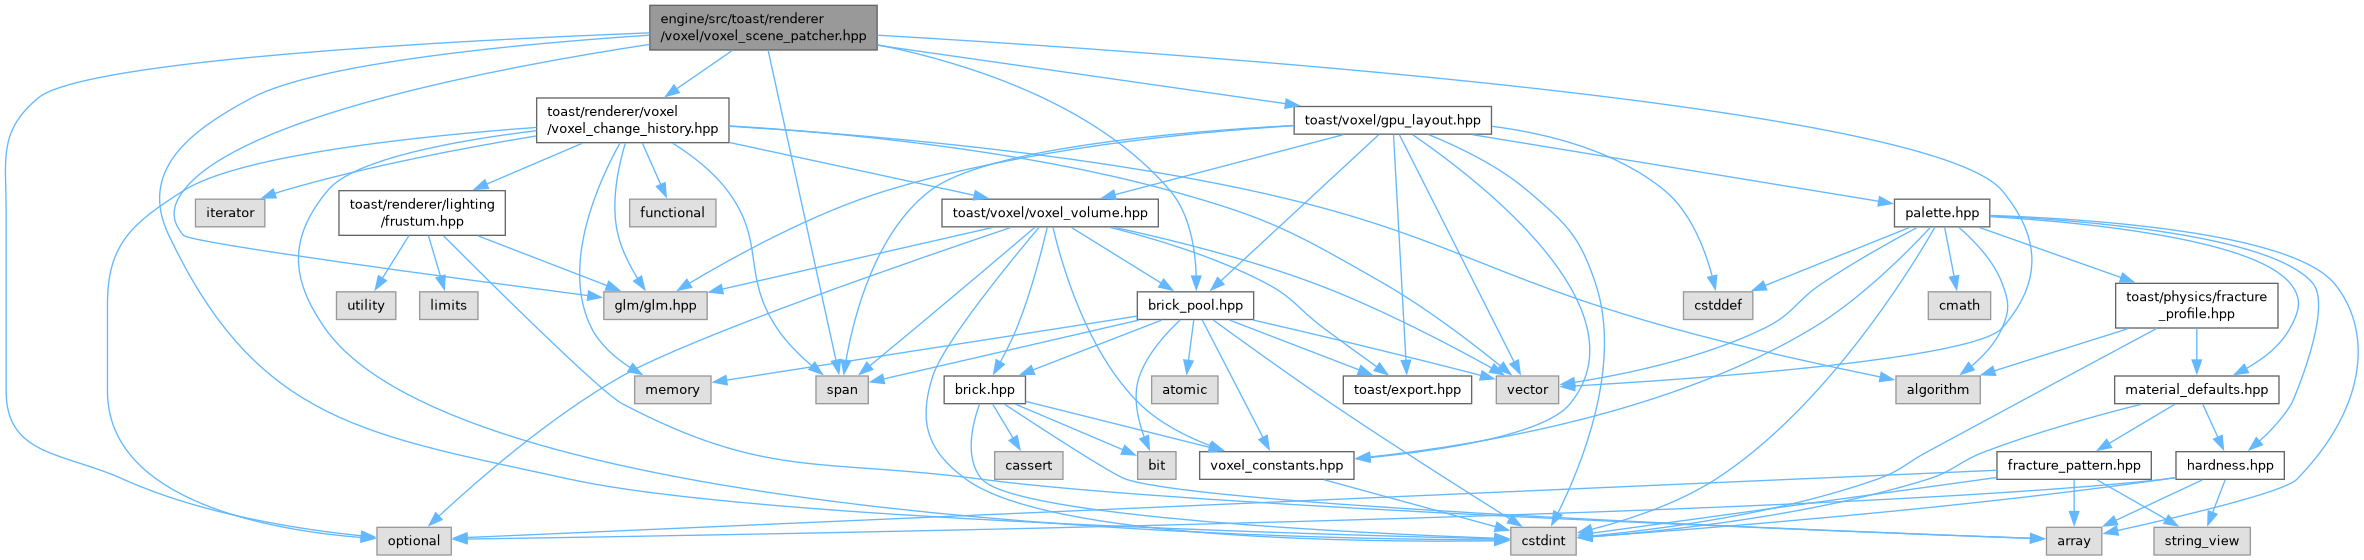 engine/src/toast/renderer
/voxel/voxel_scene_patcher.hpp
toast/renderer/voxel
/voxel_change_history.hpp
toast/voxel/gpu_layout.hpp
iterator
toast/renderer/lighting
/frustum.hpp
functional
toast/voxel/voxel_volume.hpp
palette.hpp
utility
limits
glm/glm.hpp
brick_pool.hpp
cstddef
cmath
toast/physics/fracture
_profile.hpp
memory
span
brick.hpp
atomic
toast/export.hpp
vector
algorithm
material_defaults.hpp
cassert
bit
voxel_constants.hpp
fracture_pattern.hpp
hardness.hpp
optional
cstdint
array
string_view